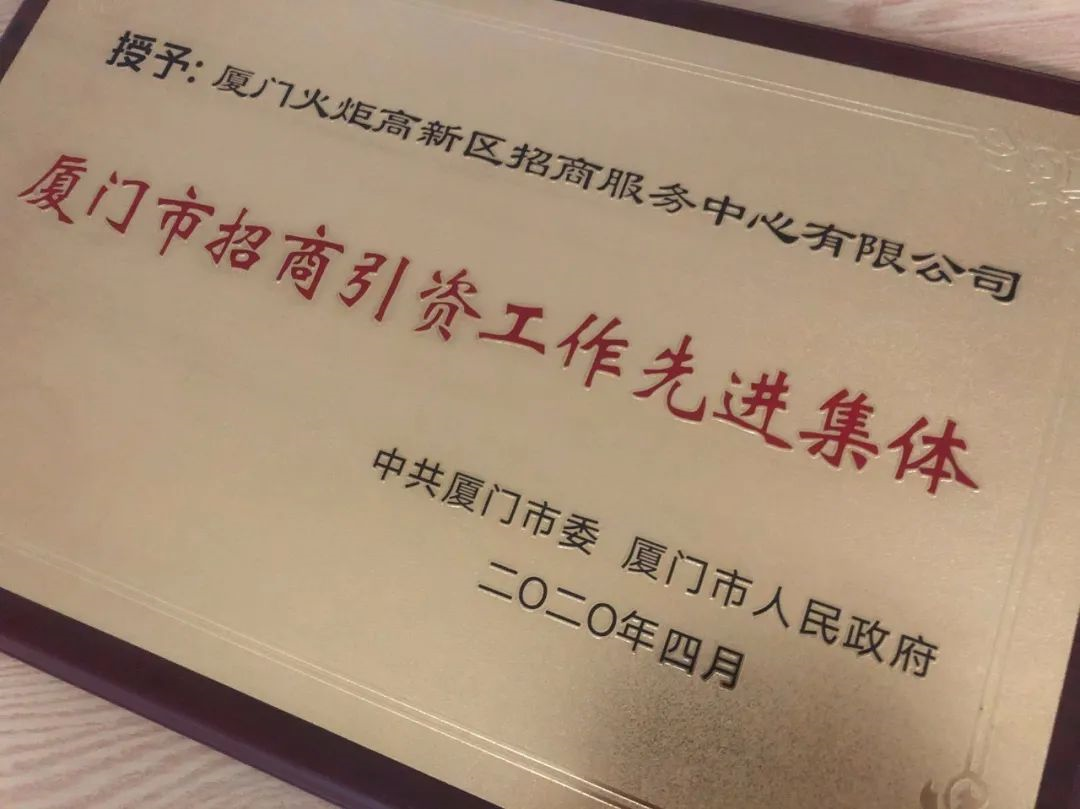 授予：厦门火炬高新区招商服务中心有限公司
厦门市招商引资工作先进集体
中共厦门市委 厦门市人民政府
二〇二〇年四月